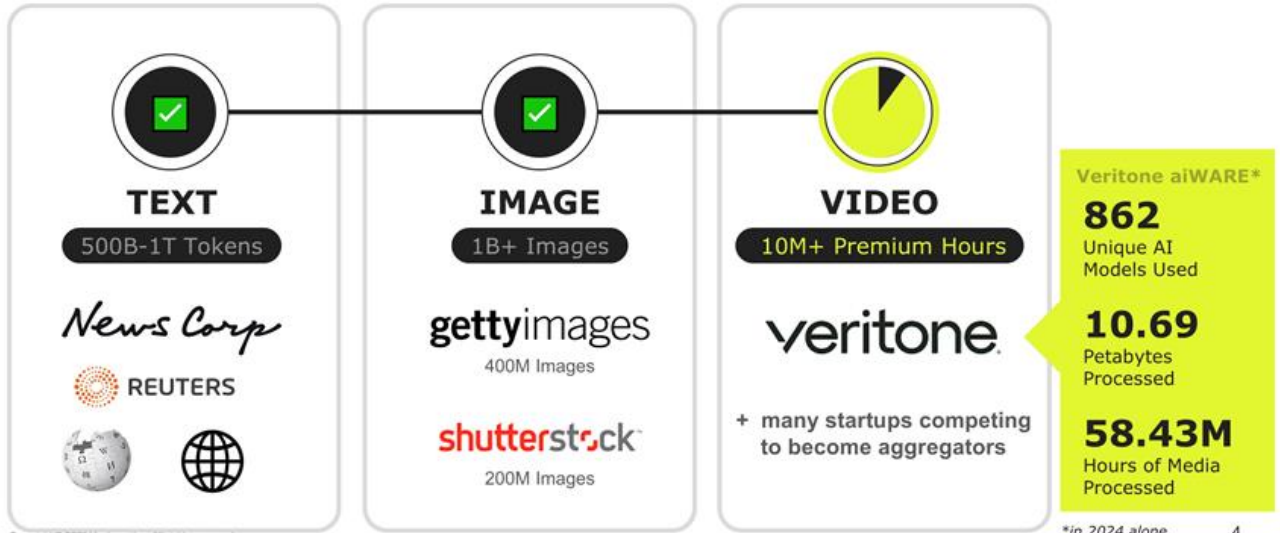 TEXT
500B-1T Tokens
News Corp
REUTERS
IMAGE
1B+ Images
gettyimages
400M Images
shutterstock
200M Images
VIDEO
10M+ Premium Hours
veritone
+ many startups competing
to become aggregators
Veritone aiWARE*
862
Unique AI
Models Used
10.69
Petabytes
Processed
58.43M
Hours of Media
Processed
*in 2024 alone
4